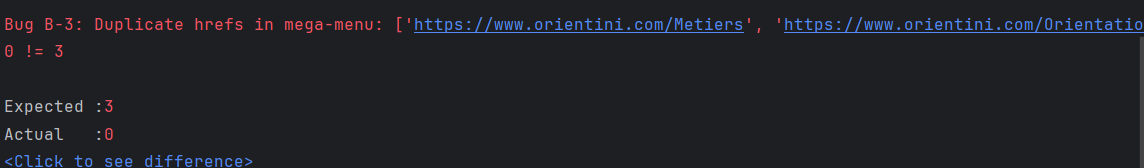 Bug B-3: Duplicate hrefs in mega-menu: ['https://www.orientini.com/Metiers', 'https://www.orientini.com/Orientatio
0 != 3
Expected :3
Actual :0
<Click to see difference>